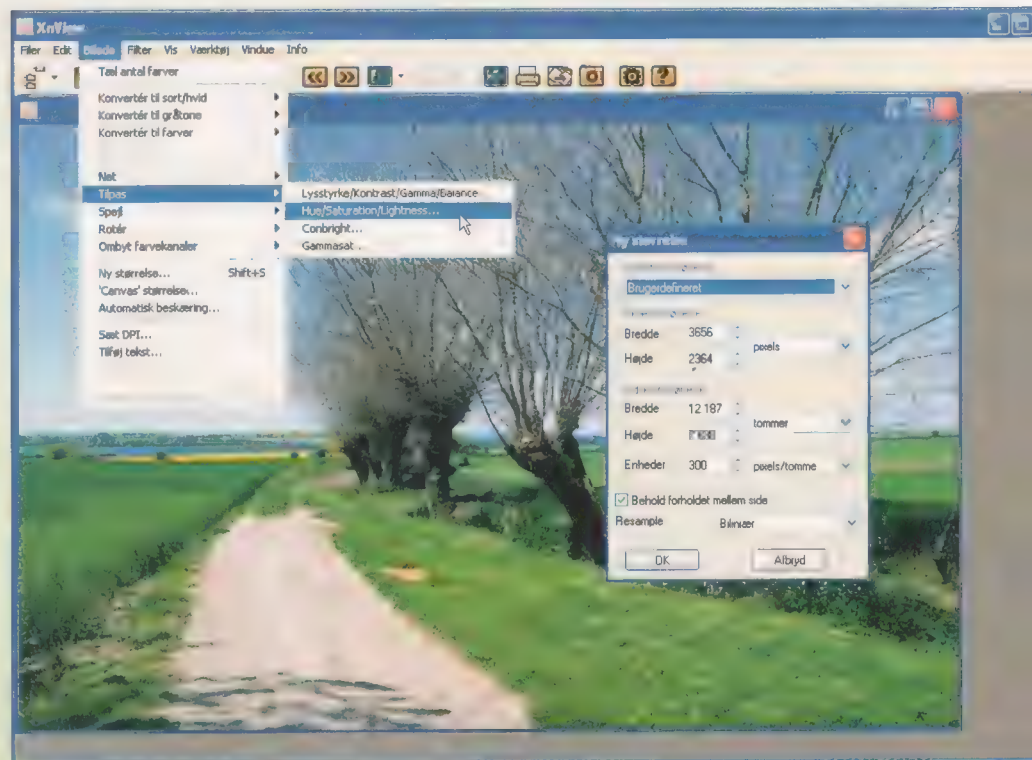 XnView
Filer Edit Billede Filter Vis Værktøj Vindue Info
Tæl antal farver
Konvertér til sort/hvid
Konvertér til gråtone
Konvertér til farver
Net
Tilpas
Spejl
Rotér
Ombyt farvekanaler
Ny størrelse... Shift+S
'Canvas' størrelse...
Automatisk beskæring...
Sæt DPI...
Tilføj tekst...
Lysstyrke/Kontrast/Gamma/Balance
Hue/Saturation/Lightness...
Conbright...
Gammasat...
Ny størrelse
Brugerdefineret
Bredde 3656
pixels
Højde 2364
Bredde 12.187
tommer
Højde
Enheder 300 pixels/tomme
Behold forholdet mellem side
Resample Biliniær
OK Afbryd